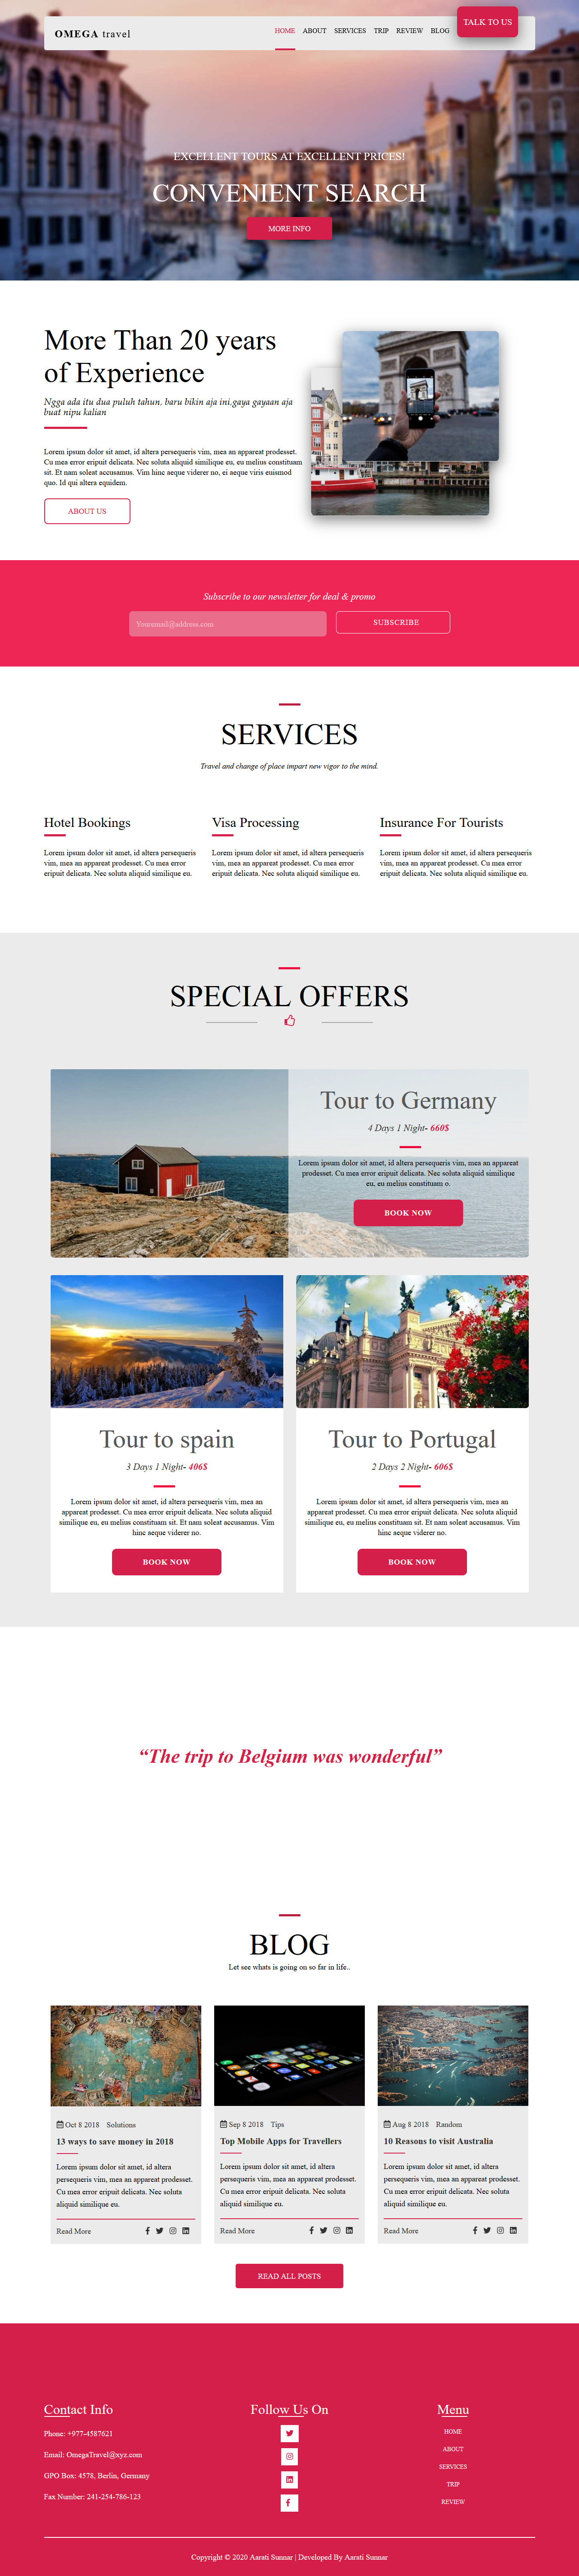 OMEGA travel
HOME ABOUT SERVICES TRIP REVIEW BLOG TALK TO US
EXCELLENT TOURS AT EXCELLENT PRICES!
CONVENIENT SEARCH
MORE INFO
More Than 20 years
of Experience
Ngga ada itu dua puluh tahun, baru bikin aja ini.gaya gayaan aja
buat nipu kalian
Lorem ipsum dolor sit amet, id altera persequeris vim, mea an appareat prodesset.
Cu mea error eripuit delicata. Nec soluta aliquid similique eu, eu melius constituam
sit. Et nam soleat accusamus. Vim hinc aeque viderer no, ei aeque viris euismod
quo. Id qui altera equidem.
ABOUT US
Subscribe to our newsletter for deal & promo
Youremail@address.com
SUBSCRIBE
SERVICES
Travel and change of place impart new vigor to the mind.
Hotel Bookings
Lorem ipsum dolor sit amet, id altera persequeris
vim, mea an appareat prodesset. Cu mea error
eripuit delicata. Nec soluta aliquid similique eu.
Visa Processing
Lorem ipsum dolor sit amet, id altera persequeris
vim, mea an appareat prodesset. Cu mea error
eripuit delicata. Nec soluta aliquid similique eu.
Insurance For Tourists
Lorem ipsum dolor sit amet, id altera persequeris
vim, mea an appareat prodesset. Cu mea error
eripuit delicata. Nec soluta aliquid similique eu.
SPECIAL OFFERS
Tour to Germany
4 Days 1 Night- 660$
Lorem ipsum dolor sit amet, id altera persequeris vim, mea an appareat
prodesset. Cu mea error eripuit delicata. Nec soluta aliquid similique
eu, eu melius constituam o.
BOOK NOW
Tour to spain
3 Days 1 Night- 406$
Lorem ipsum dolor sit amet, id altera persequeris vim, mea an
appareat prodesset. Cu mea error eripuit delicata. Nec soluta aliquid
similique eu, eu melius constituam sit. Et nam soleat accusamus. Vim
hinc aeque viderer no.
BOOK NOW
Tour to Portugal
2 Days 2 Night- 606$
Lorem ipsum dolor sit amet, id altera persequeris vim, mea an
appareat prodesset. Cu mea error eripuit delicata. Nec soluta aliquid
similique eu, eu melius constituam sit. Et nam soleat accusamus. Vim
hinc aeque viderer no.
BOOK NOW
“The trip to Belgium was wonderful”
BLOG
Let see whats is going on so far in life..
Oct 8 2018 Solutions
13 ways to save money in 2018
Lorem ipsum dolor sit amet, id altera
persequeris vim, mea an appareat prodesset.
Cu mea error eripuit delicata. Nec soluta
aliquid similique eu.
Read More
Sep 8 2018 Tips
Top Mobile Apps for Travellers
Lorem ipsum dolor sit amet, id altera
persequeris vim, mea an appareat prodesset.
Cu mea error eripuit delicata. Nec soluta
aliquid similique eu.
Read More
Aug 8 2018 Random
10 Reasons to visit Australia
Lorem ipsum dolor sit amet, id altera
persequeris vim, mea an appareat prodesset.
Cu mea error eripuit delicata. Nec soluta
aliquid similique eu.
Read More
READ ALL POSTS
Contact Info
Phone: +977-4587621
Email: OmegaTravel@xyz.com
GPO Box: 4578, Berlin, Germany
Fax Number: 241-254-786-123
Follow Us On
Menu
HOME
ABOUT
SERVICES
TRIP
REVIEW
Copyright © 2020 Aarati Sunnar | Developed By Aarati Sunnar